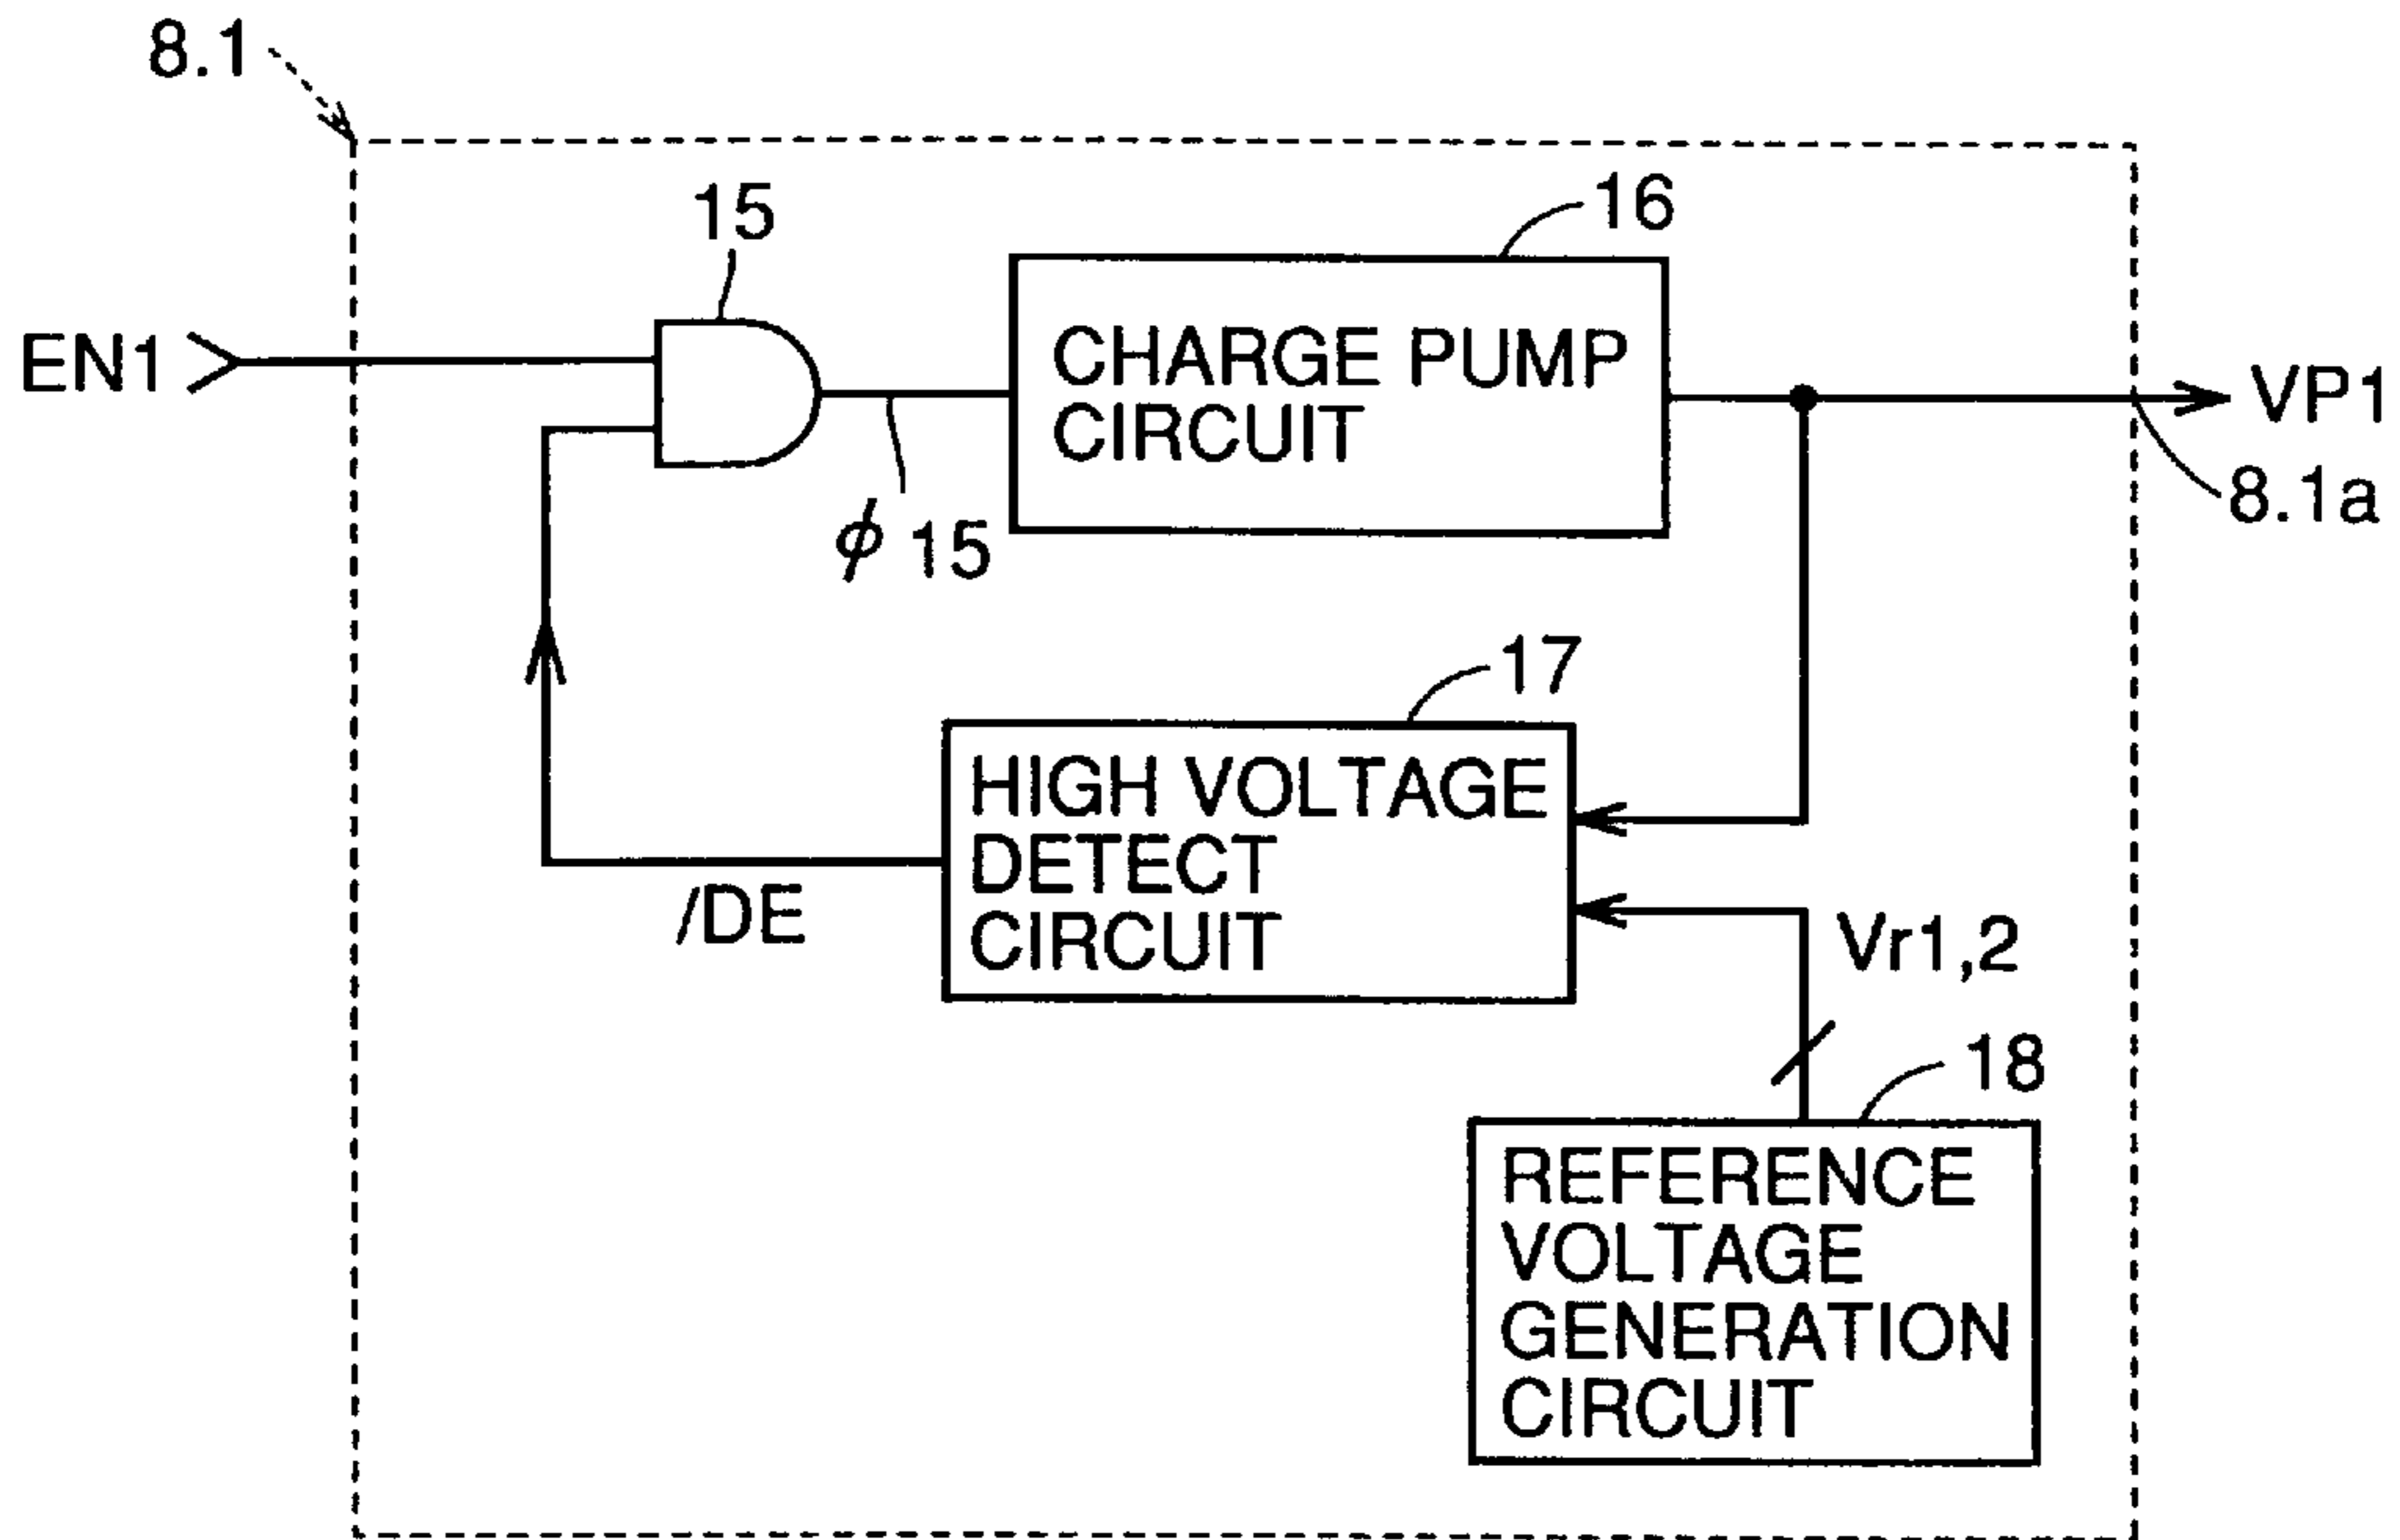 8.1
15
16
EN1
CHARGE PUMP
CIRCUIT
VP1
8.1a
ϕ 15
17
HIGH VOLTAGE
DETECT
CIRCUIT
/DE
Vr1,2
18
REFERENCE
VOLTAGE
GENERATION
CIRCUIT